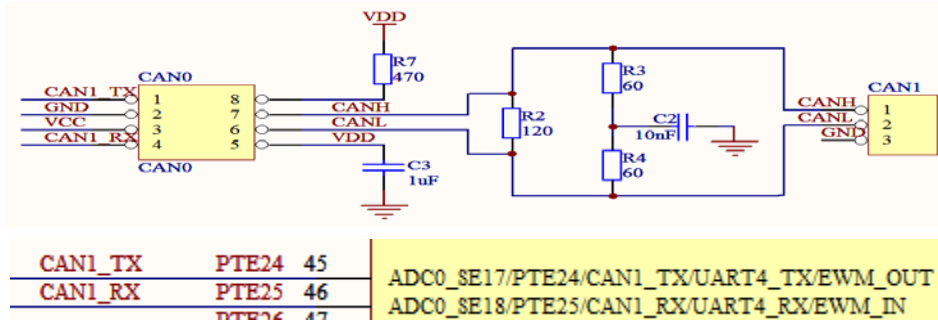 VDD
R7
470
CAN0
CAN1_TX
GND
VCC
CAN1_RX
1
2
3
4
8
7
6
5
CAN0
CANH
CANL
VDD
C3
1uF
R2
120
R3
60
C2
10nF
R4
60
CAN1
CANH
CANL
GND
1
2
3
CAN1_TX PTE24 45 ADC0_SE17/PTE24/CAN1_TX/UART4_TX/EWM_OUT
CAN1_RX PTE25 46 ADC0_SE18/PTE25/CAN1_RX/UART4_RX/EWM_IN